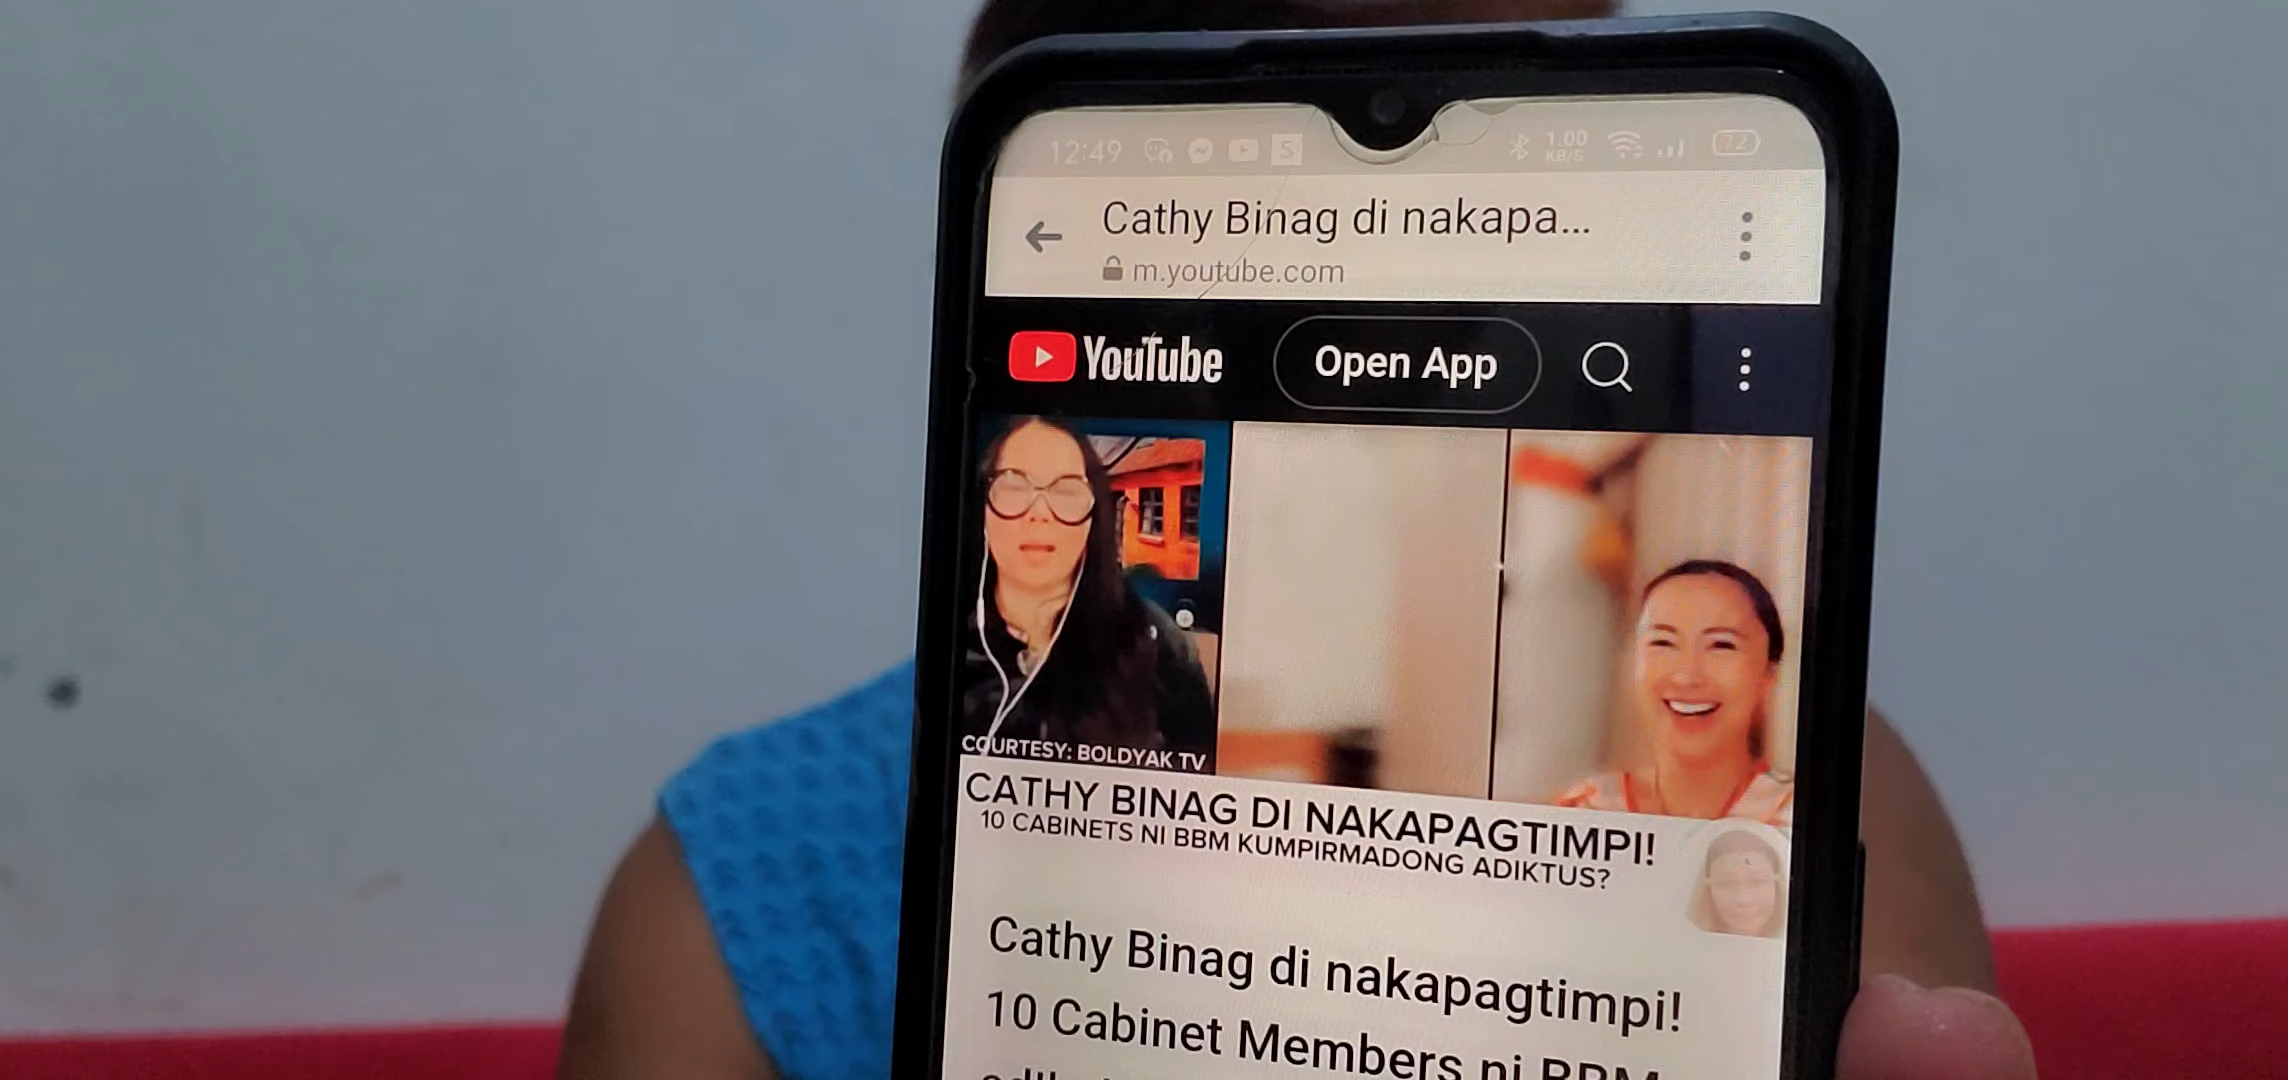 12:49
1.00
KB/S
72
Cathy Binag di nakapa...
m.youtube.com
YouTube
Open App
COURTESY: BOLDYAK TV
CATHY BINAG DI NAKAPAGTIMPI!
10 CABINETS NI BBM KUMPIRMADONG ADIKTUS?
Cathy Binag di nakapagtimpi!
10 Cabinet Members ni BBM